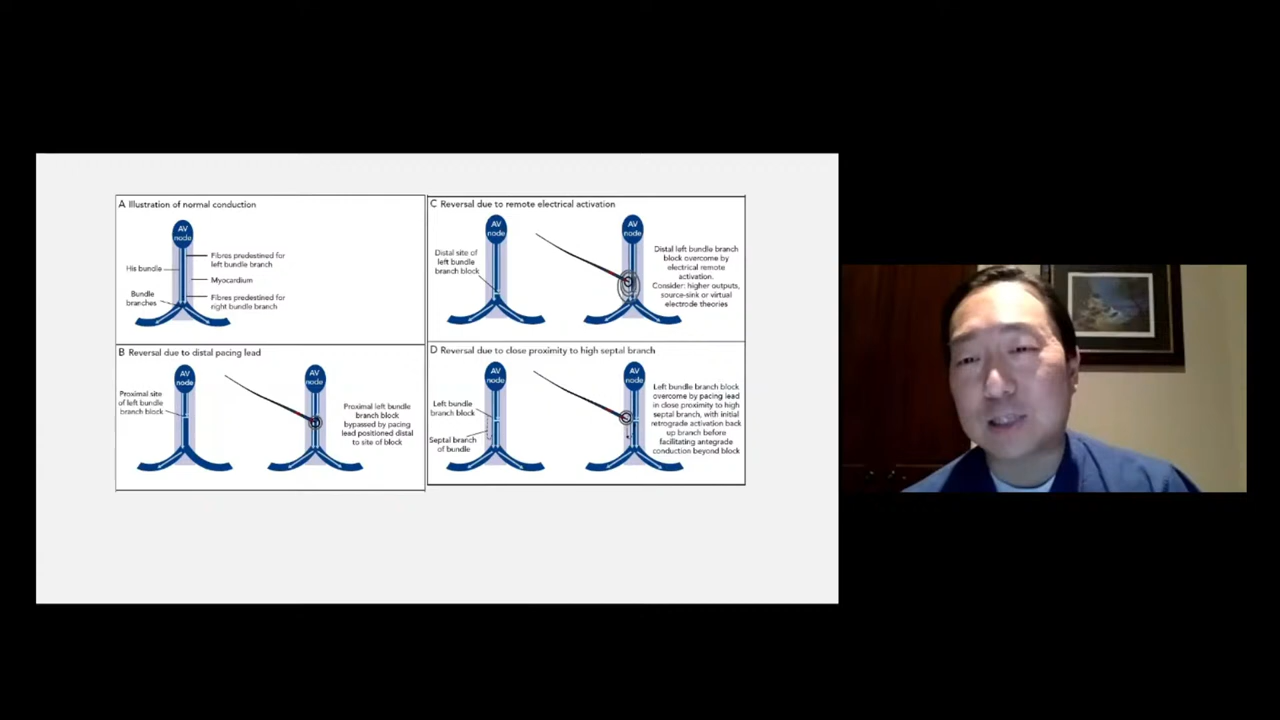 A Illustration of normal conduction
AV
node
Fibres predestined for
left bundle branch
His bundle
Myocardium
Bundle
branches
Fibres predestined for
right bundle branch
B Reversal due to distal pacing lead
AV
node
AV
node
Proximal site
of left bundle
branch block
Proximal left bundle
branch block
bypassed by pacing
lead positioned distal
to site of block
C Reversal due to remote electrical activation
AV
node
AV
node
Distal site of
left bundle
branch block
Distal left bundle branch
block overcome by
electrical remote
activation.
Consider: higher outputs,
source-sink or virtual
electrode theories
D Reversal due to close proximity to high septal branch
AV
node
AV
node
Left bundle
branch block
Septal branch
of bundle
Left bundle branch block
overcome by pacing lead
in close proximity to high
septal branch, with initial
retrograde activation back
up branch before
facilitating antegrade
conduction beyond block